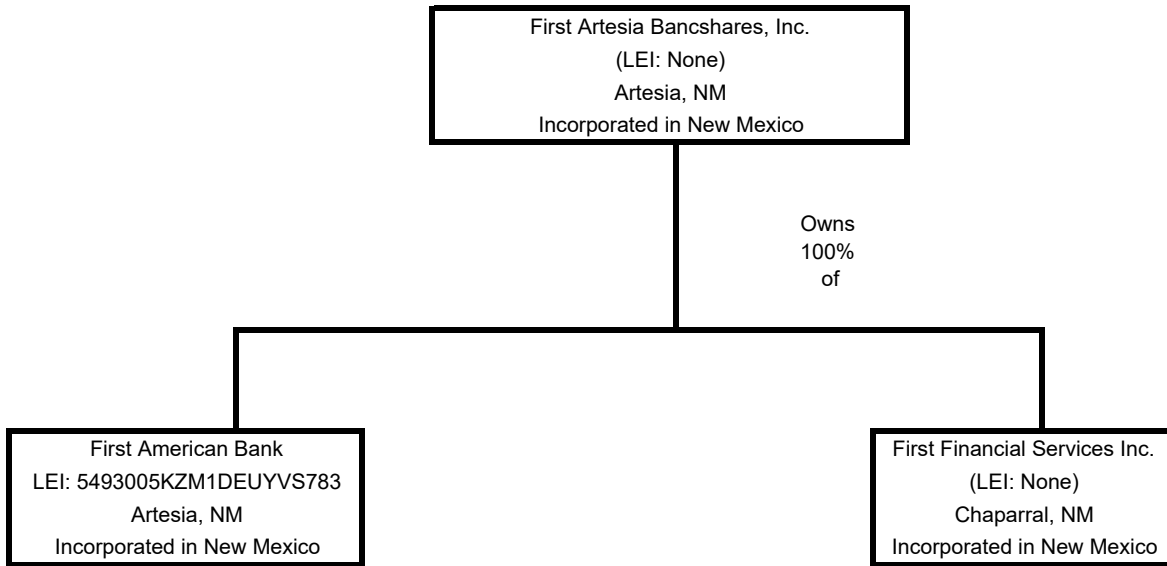 First Artesia Bancshares, Inc.
(LEI: None)
Artesia, NM
Incorporated in New Mexico
Owns
100%
of
First American Bank
LEI: 5493005KZM1DEUYVS783
Artesia, NM
Incorporated in New Mexico
First Financial Services Inc.
(LEI: None)
Chaparral, NM
Incorporated in New Mexico